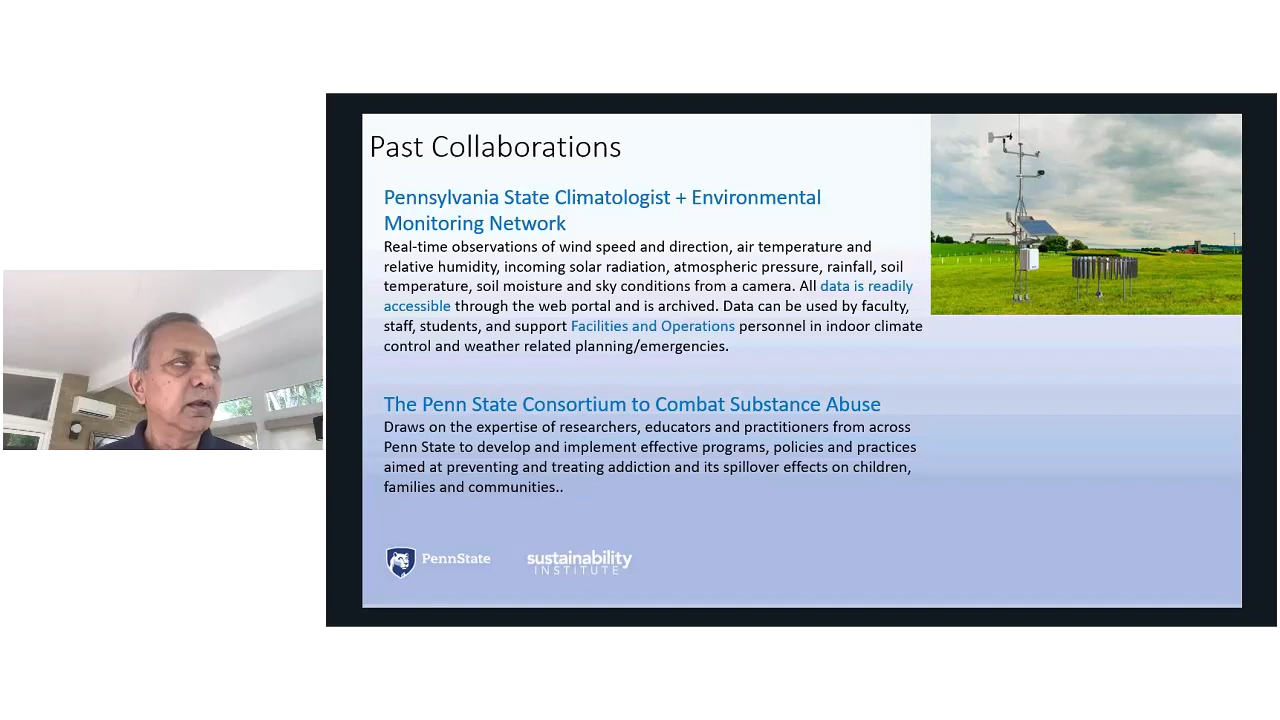 Past Collaborations
Pennsylvania State Climatologist + Environmental
Monitoring Network
Real-time observations of wind speed and direction, air temperature and
relative humidity, incoming solar radiation, atmospheric pressure, rainfall, soil
temperature, soil moisture and sky conditions from a camera. All data is readily
accessible through the web portal and is archived. Data can be used by faculty,
staff, students, and support Facilities and Operations personnel in indoor climate
control and weather related planning/emergencies.
The Penn State Consortium to Combat Substance Abuse
Draws on the expertise of researchers, educators and practitioners from across
Penn State to develop and implement effective programs, policies and practices
aimed at preventing and treating addiction and its spillover effects on children,
families and communities..
PennState
sustainability
INSTITUTE